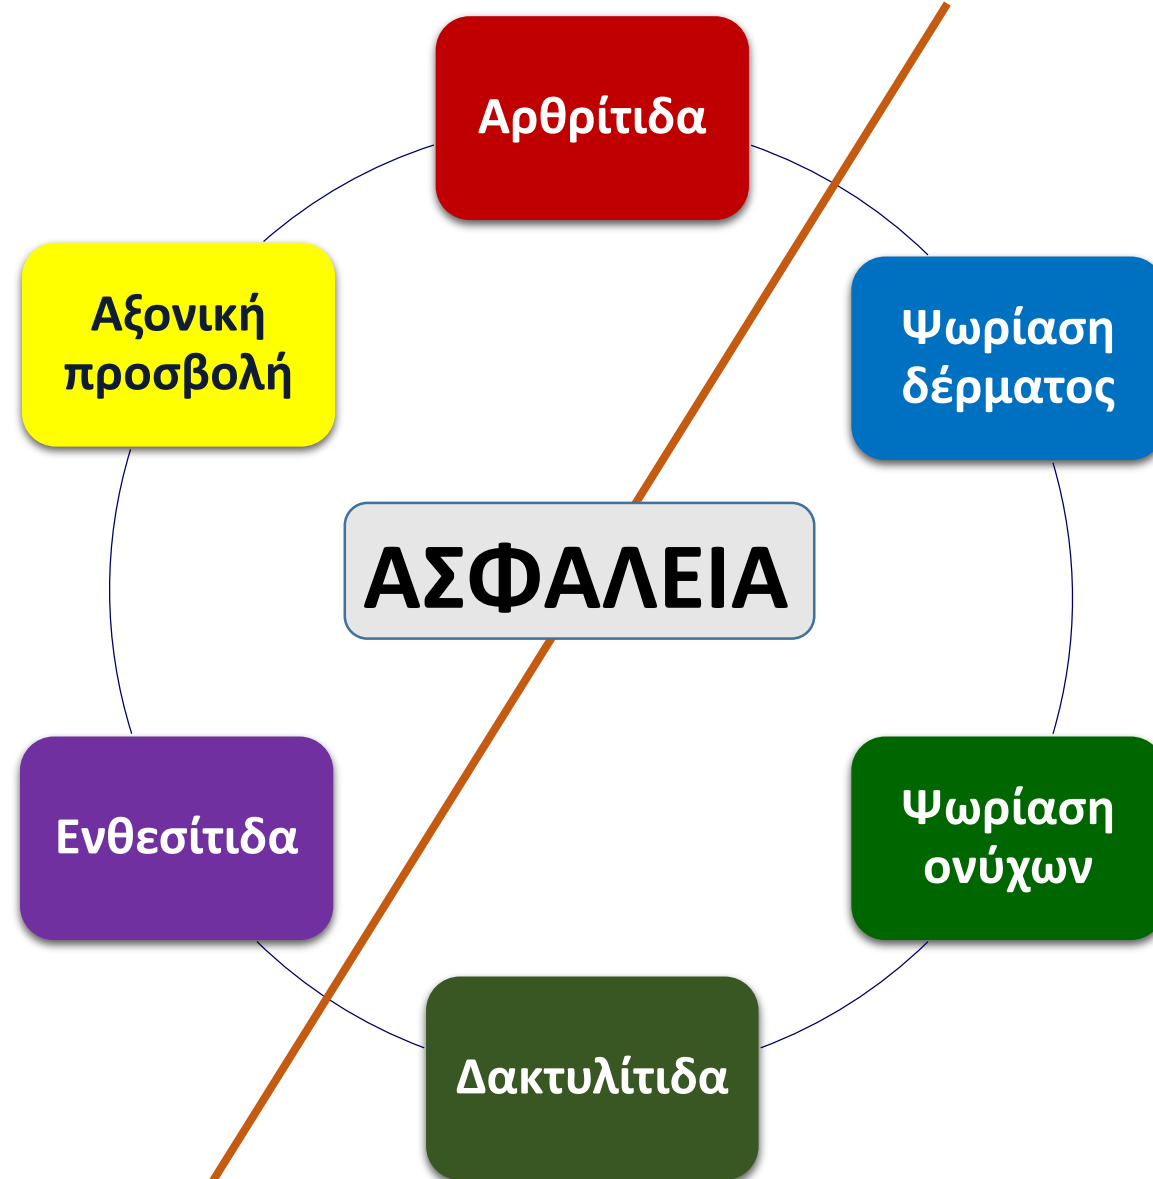 Αρθρίτιδα
Αξονική
προσβολή
Ψωρίαση
δέρματος
ΑΣΦΑΛΕΙΑ
Ενθεσίτιδα
Ψωρίαση
ονύχων
Δακτυλίτιδα